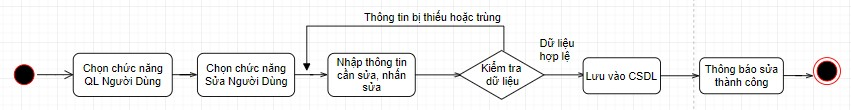 Thông tin bị thiếu hoặc trùng
Chọn chức năng
QL Người Dùng
Chọn chức năng
Sửa Người Dùng
Nhập thông tin
cần sửa, nhấn
sửa
Kiểm tra
dữ liệu
Dữ liệu
hợp lệ
Lưu vào CSDL
Thông báo sửa
thành công